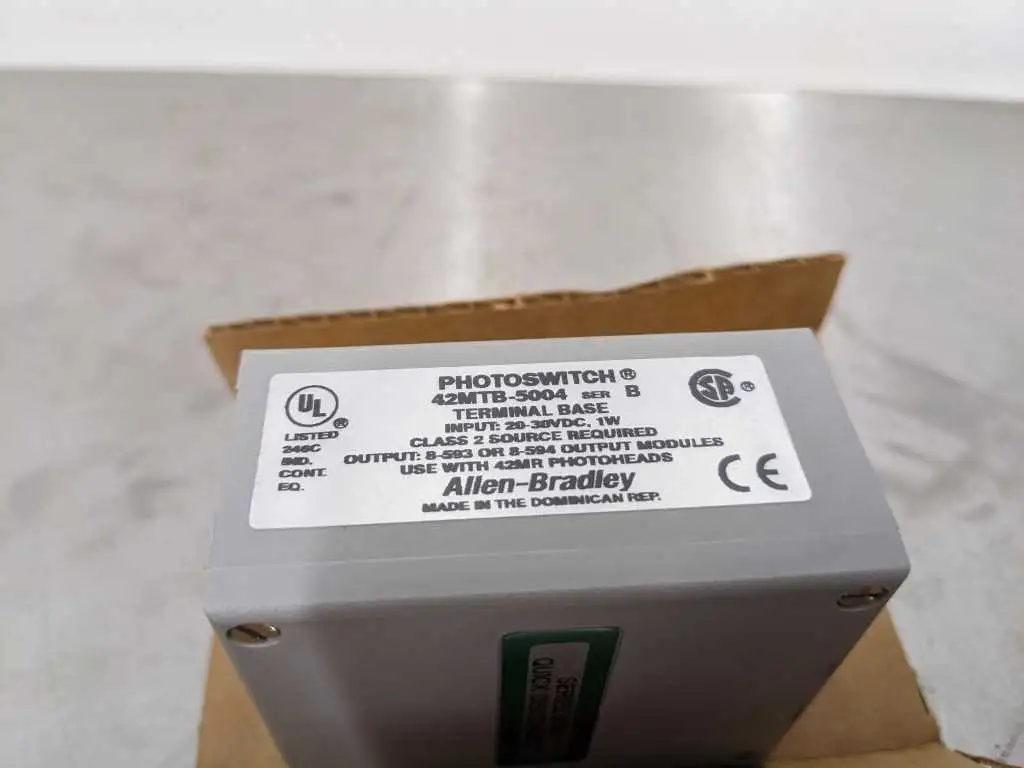 PHOTOSWITCH®
42MTB-5004 SER B
TERMINAL BASE
INPUT: 20-30VDC, 1W
CLASS 2 SOURCE REQUIRED
OUTPUT: 8-593 OR 8-594 OUTPUT MODULES
USE WITH 42MR PHOTOHEADS
Allen-Bradley
MADE IN THE DOMINICAN REP.
UL ®
LISTED
246C
IND.
CONT.
EQ.
SA ®
CE
QUICK